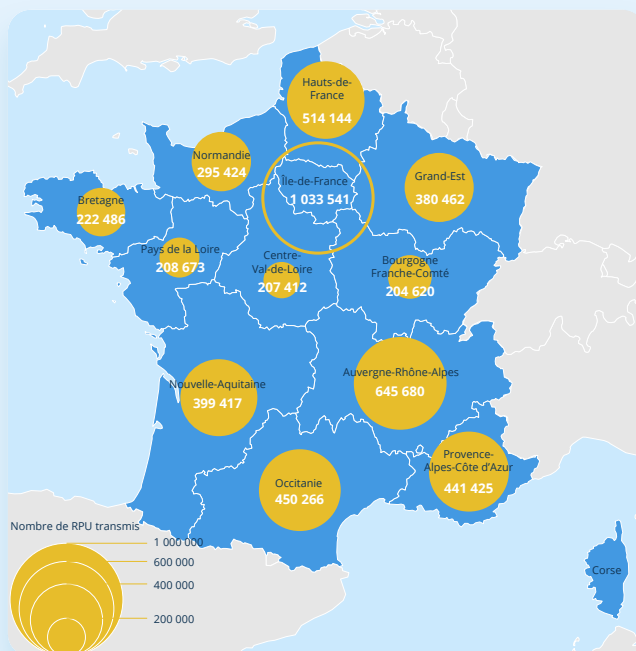 Hauts-de-
France
514 144
Normandie
295 424
Île-de-France
1 033 541
Grand-Est
380 462
Bretagne
222 486
Pays de la Loire
208 673
Centre-
Val-de-Loire
207 412
Bourgogne
Franche-Comté
204 620
Nouvelle-Aquitaine
399 417
Auvergne-Rhône-Alpes
645 680
Provence-
Alpes-Côte d’Azur
441 425
Occitanie
450 266
Corse
Nombre de RPU transmis
1 000 000
600 000
400 000
200 000